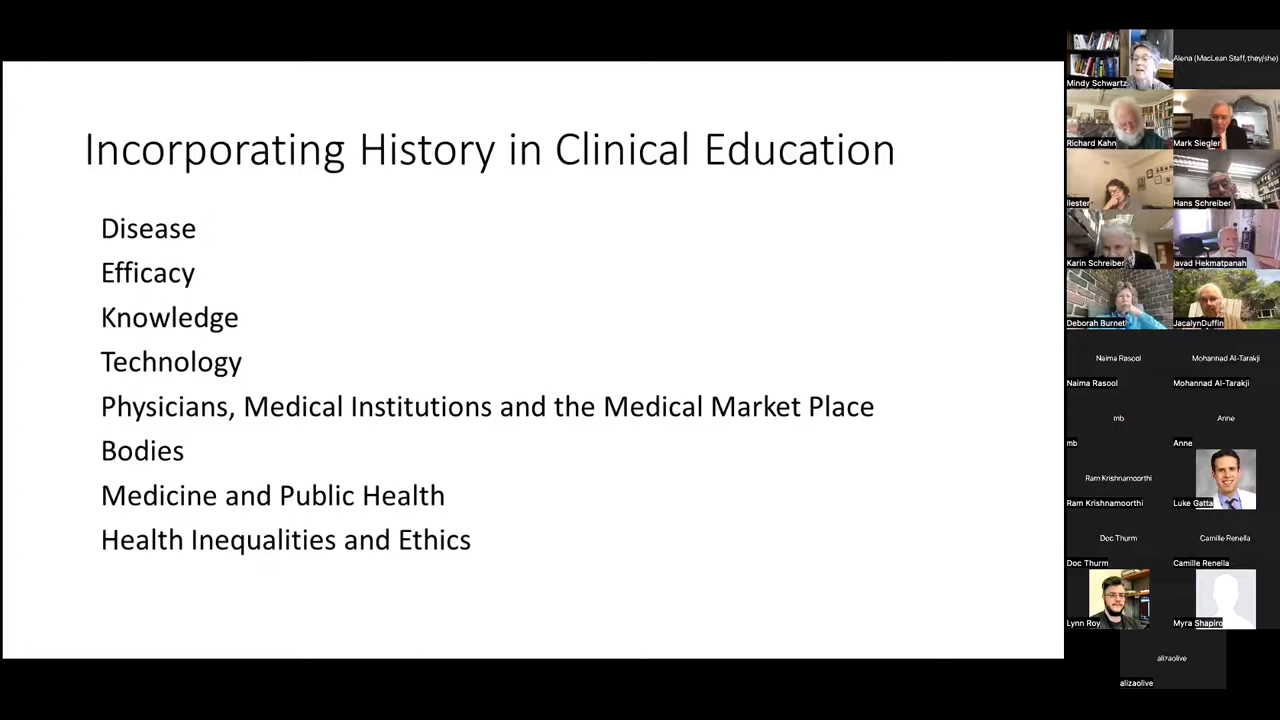 Incorporating History in Clinical Education
Disease
Efficacy
Knowledge
Technology
Physicians, Medical Institutions and the Medical Market Place
Bodies
Medicine and Public Health
Health Inequalities and Ethics
Mindy Schwartz
Alena (MacLean Staff, they/she)
Richard Kahn
Mark Siegler
llester
Hans Schreiber
Karin Schreiber
javad Hekmatpanah
Deborah Burnet
JacalynDuffin
Naima Rasool
Naima Rasool
Mohannad Al-Tarakji
Mohannad Al-Tarakji
mb
mb
Anne
Anne
Ram Krishnamoorthi
Ram Krishnamoorthi
Luke Gatta
Doc Thurm
Doc Thurm
Camille Renella
Camille Renella
Lynn Roy
Myra Shapiro
alizaolive
alizaolive